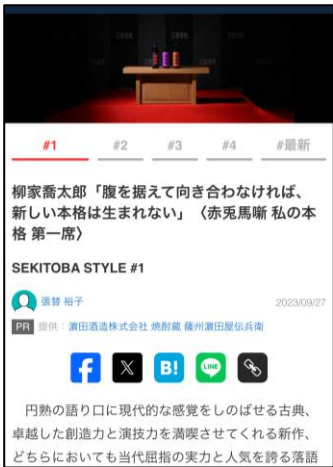 #1 #2 #3 #4 #最新
柳家喬太郎「腹を据えて向き合わなければ、
新しい本格は生まれない」〈赤兎馬噺 私の本
格 第一席〉
SEKITOBA STYLE #1
張替 裕子 2023/09/27
PR 提供：濵田酒造株式会社 焼酎蔵 薩州濵田屋伝兵衛
f X B! LINE
円熟の語り口に現代的な感覚をしのばせる古典、
卓越した創造力と演技力を満喫させてくれる新作、
どちらにおいても当代屈指の実力と人気を誇る落語